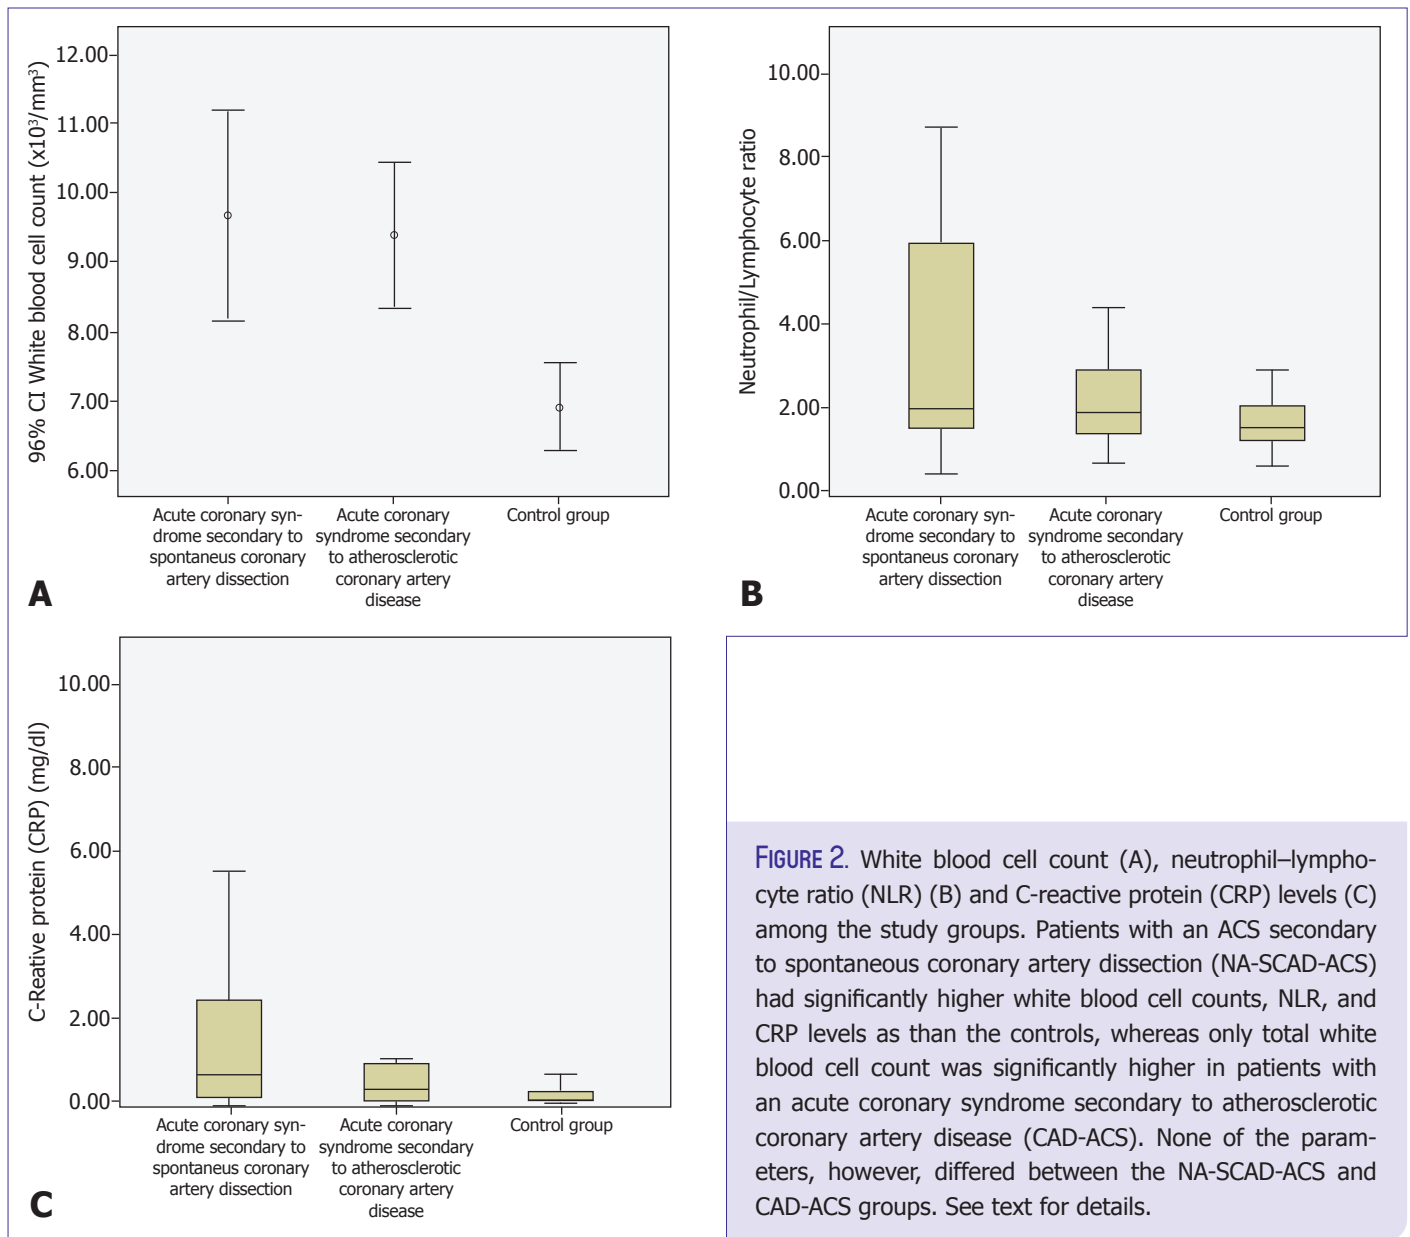 96% CI White blood cell count (x10³/mm³)
12.00
11.00
10.00
9.00
8.00
7.00
6.00
Acute coronary syn-
drome secondary to
spontaneus coronary
artery dissection
Acute coronary
syndrome secondary
to atherosclerotic
coronary artery
disease
Control group
A
Neutrophil/Lymphocyte ratio
10.00
8.00
6.00
4.00
2.00
0.00
Acute coronary syn-
drome secondary to
spontaneus coronary
artery dissection
Acute coronary
syndrome secondary
to atherosclerotic
coronary artery
disease
Control group
B
C-Reative protein (CRP) (mg/dl)
10.00
8.00
6.00
4.00
2.00
0.00
Acute coronary syn-
drome secondary to
spontaneus coronary
artery dissection
Acute coronary
syndrome secondary
to atherosclerotic
coronary artery
disease
Control group
C
FIGURE 2. White blood cell count (A), neutrophil–lympho-
cyte ratio (NLR) (B) and C-reactive protein (CRP) levels (C)
among the study groups. Patients with an ACS secondary
to spontaneous coronary artery dissection (NA-SCAD-ACS)
had significantly higher white blood cell counts, NLR, and
CRP levels as than the controls, whereas only total white
blood cell count was significantly higher in patients with
an acute coronary syndrome secondary to atherosclerotic
coronary artery disease (CAD-ACS). None of the param-
eters, however, differed between the NA-SCAD-ACS and
CAD-ACS groups. See text for details.